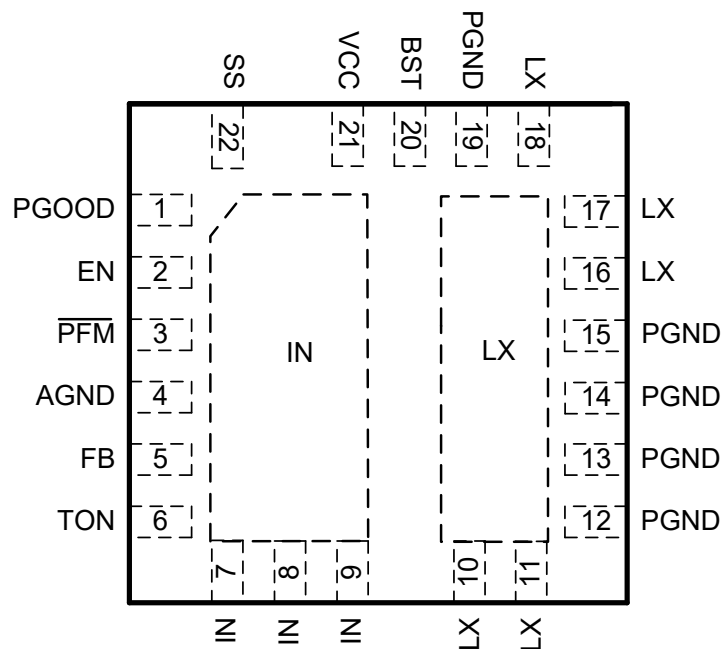 SS
VCC
BST
PGND
LX
22
21
20
19
18
PGOOD 1
17 LX
EN 2
16 LX
PFM 3
15 PGND
IN
LX
AGND 4
14 PGND
FB 5
13 PGND
TON 6
12 PGND
7
8
9
10
11
IN
IN
IN
LX
LX